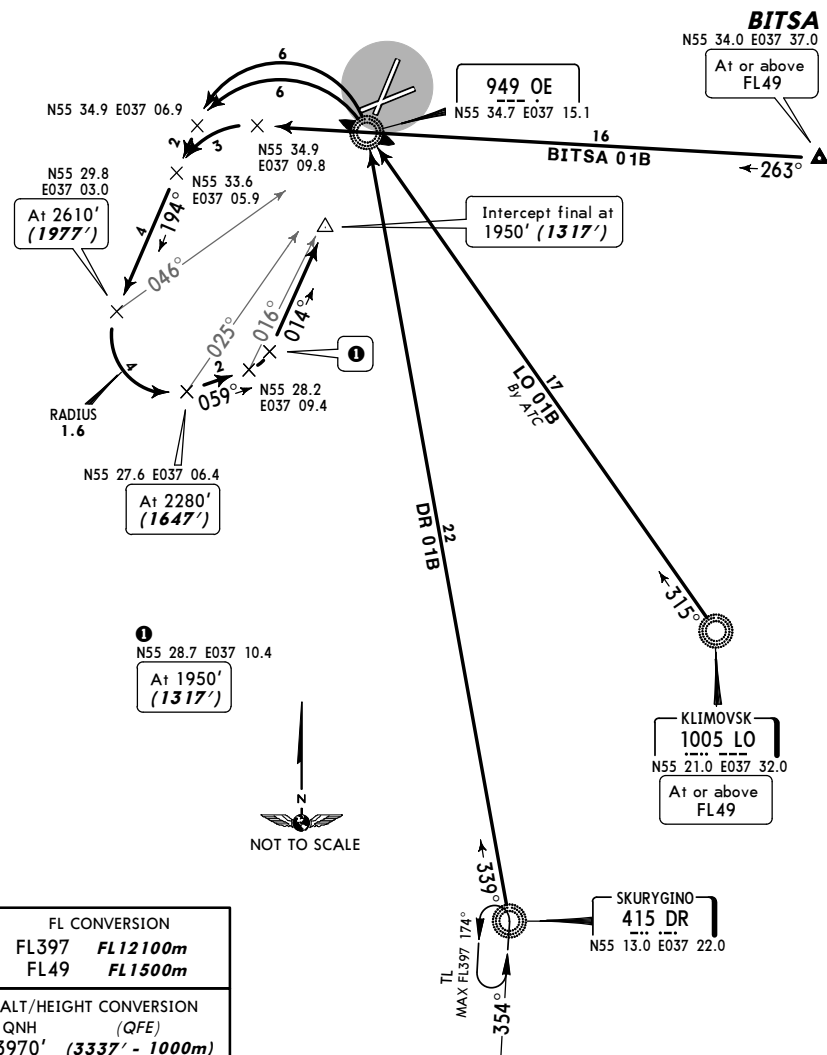 BITSA
N55 34.0 E037 37.0
At or above
FL49
949 OE
N55 34.7 E037 15.1
6
6
16
BITSA 01B
263°
N55 34.9 E037 06.9
2
3
N55 34.9
E037 09.8
N55 33.6
E037 05.9
N55 29.8
E037 03.0
At 2610'
(1977')
194°
4
046°
Intercept final at
1950' (1317')
025°
016°
014°
1
4
RADIUS
1.6
2
059°
N55 28.2
E037 09.4
N55 27.6 E037 06.4
At 2280'
(1647')
17
LO 01B
By ATC
22
DR 01B
315°
1
N55 28.7 E037 10.4
At 1950'
(1317')
N
NOT TO SCALE
KLIMOVSK
1005 LO
N55 21.0 E037 32.0
At or above
FL49
339°
SKURYGINO
415 DR
N55 13.0 E037 22.0
TL
MAX FL397 174°
354°
FL CONVERSION
FL397 FL12100m
FL49 FL1500m
ALT/HEIGHT CONVERSION
QNH (QFE)
3970' (3337' - 1000m)